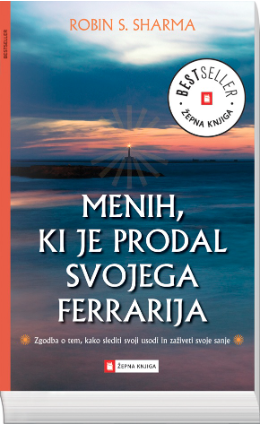 ROBIN S. SHARMA
BESTSELLER
ŽEPNA KNJIGA
MENIH,
KI JE PRODAL
SVOJEGA
FERRARIJA
Zgodba o tem, kako slediti svoji usodi in zaživeti svoje sanje
ŽEPNA KNJIGA